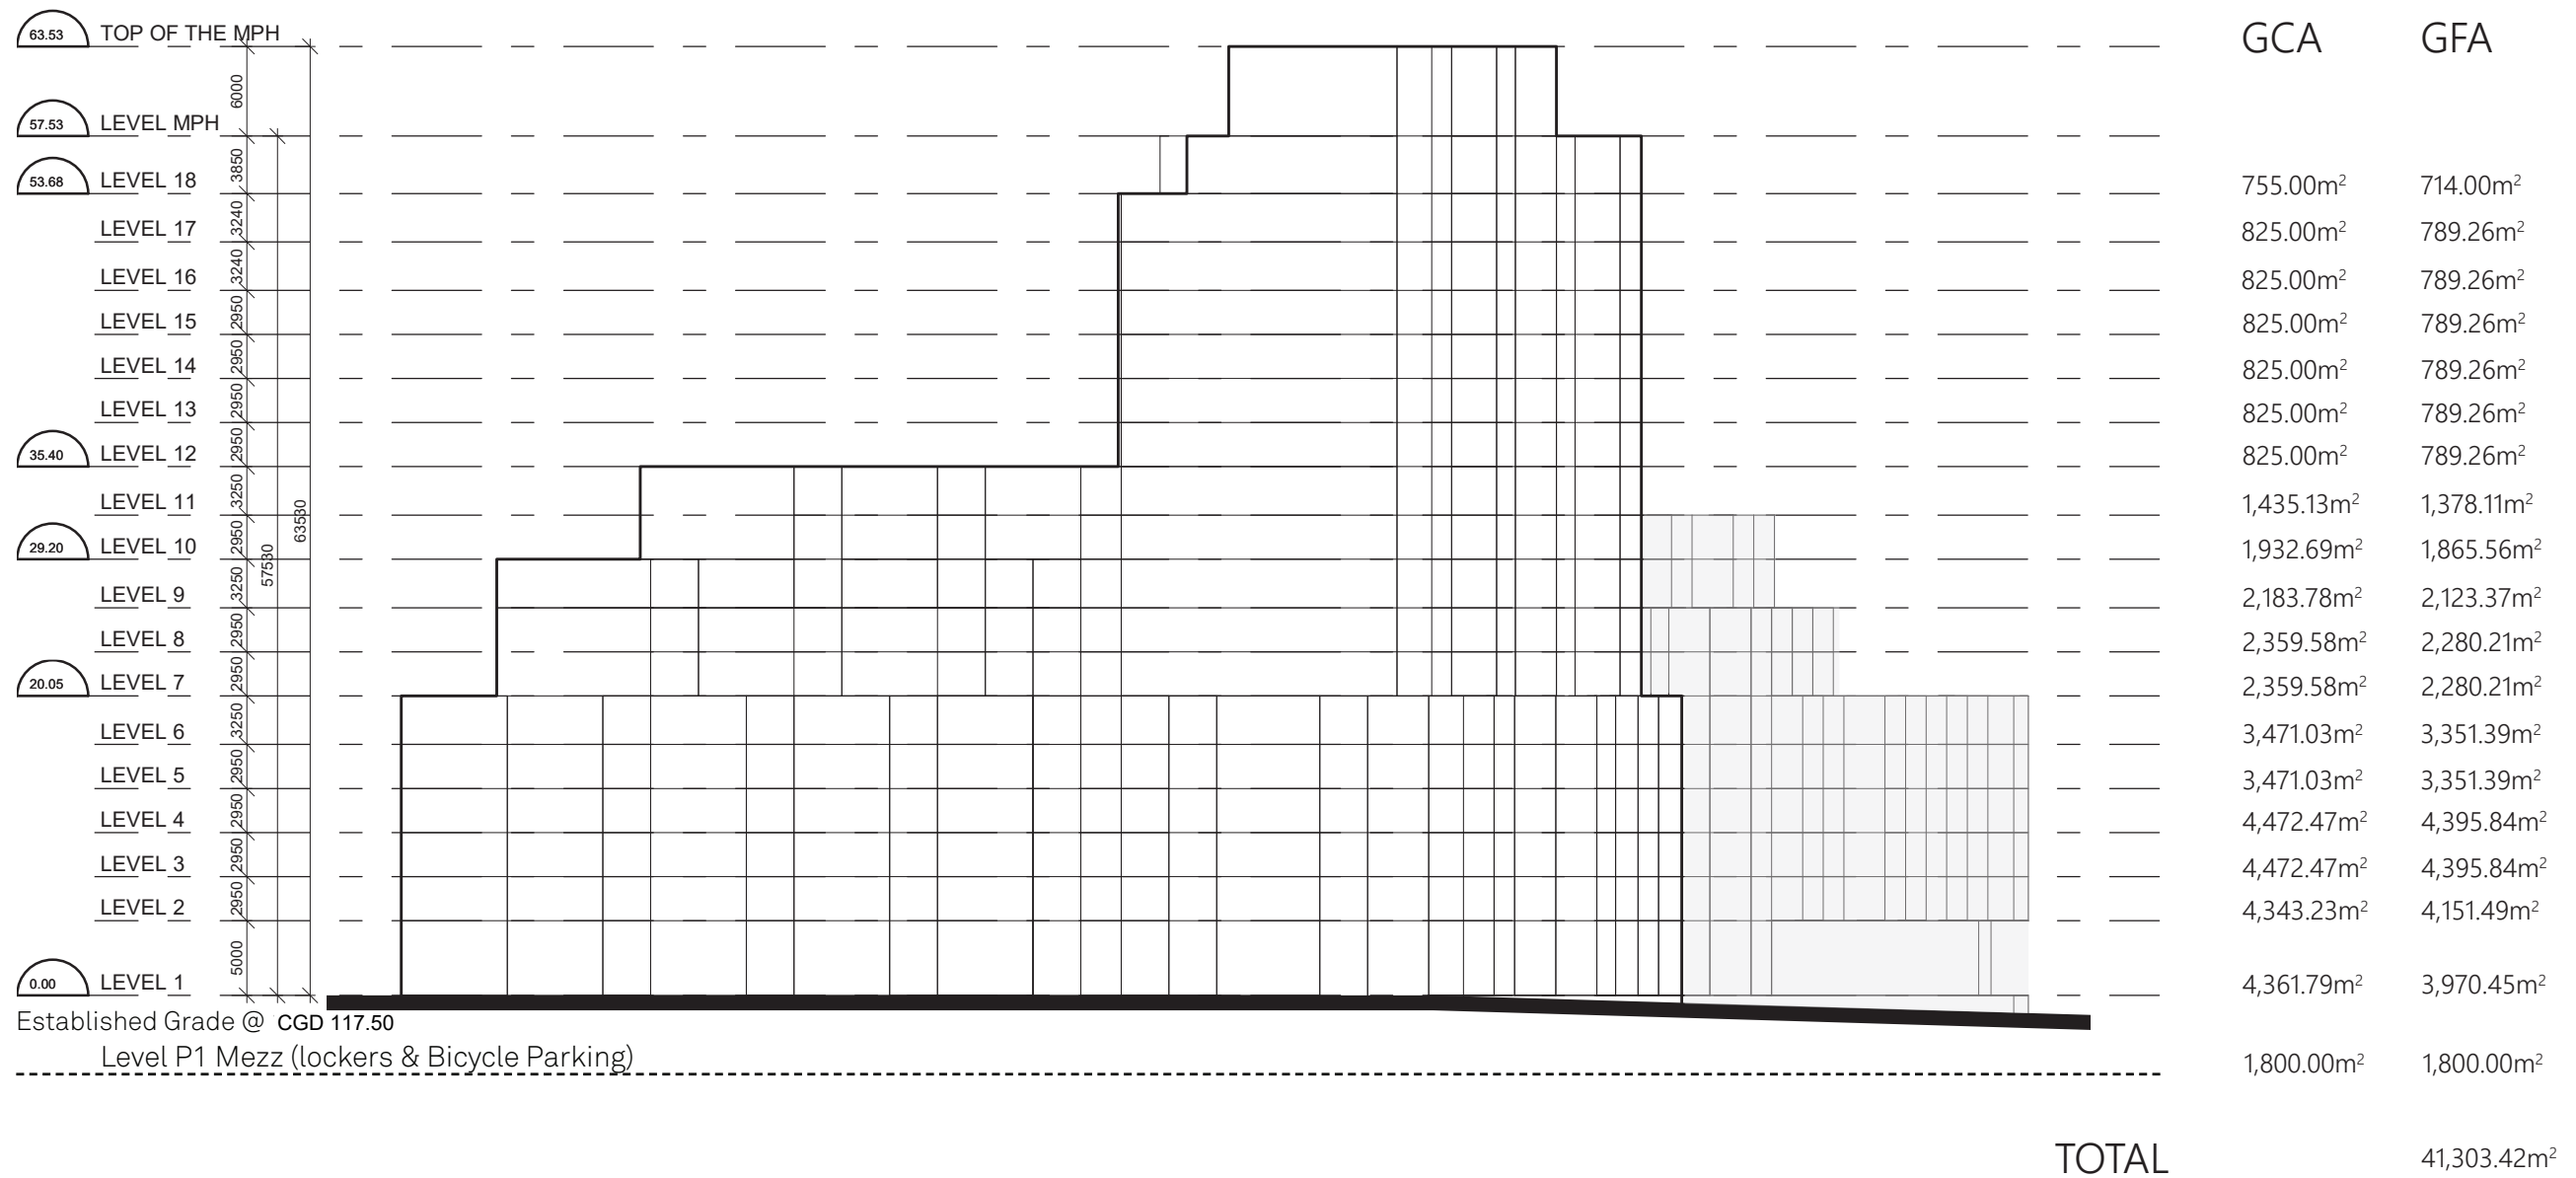 GCA GFA
63.53 TOP OF THE MPH
6000
57.53 LEVEL MPH
3850
53.68 LEVEL 18 755.00m² 714.00m²
3240
LEVEL 17 825.00m² 789.26m²
3240
LEVEL 16 825.00m² 789.26m²
2950
LEVEL 15 825.00m² 789.26m²
2950
LEVEL 14 825.00m² 789.26m²
2950
LEVEL 13 825.00m² 789.26m²
2950
35.40 LEVEL 12 825.00m² 789.26m²
3250
LEVEL 11 1,435.13m² 1,378.11m²
63530
2950
29.20 LEVEL 10 1,932.69m² 1,865.56m²
57530
3250
LEVEL 9 2,183.78m² 2,123.37m²
2950
LEVEL 8 2,359.58m² 2,280.21m²
2950
20.05 LEVEL 7 2,359.58m² 2,280.21m²
3250
LEVEL 6 3,471.03m² 3,351.39m²
2950
LEVEL 5 3,471.03m² 3,351.39m²
2950
LEVEL 4 4,472.47m² 4,395.84m²
2950
LEVEL 3 4,472.47m² 4,395.84m²
2950
LEVEL 2 4,343.23m² 4,151.49m²
5000
0.00 LEVEL 1 4,361.79m² 3,970.45m²
Established Grade @ CGD 117.50
Level P1 Mezz (lockers & Bicycle Parking) 1,800.00m² 1,800.00m²
TOTAL 41,303.42m²